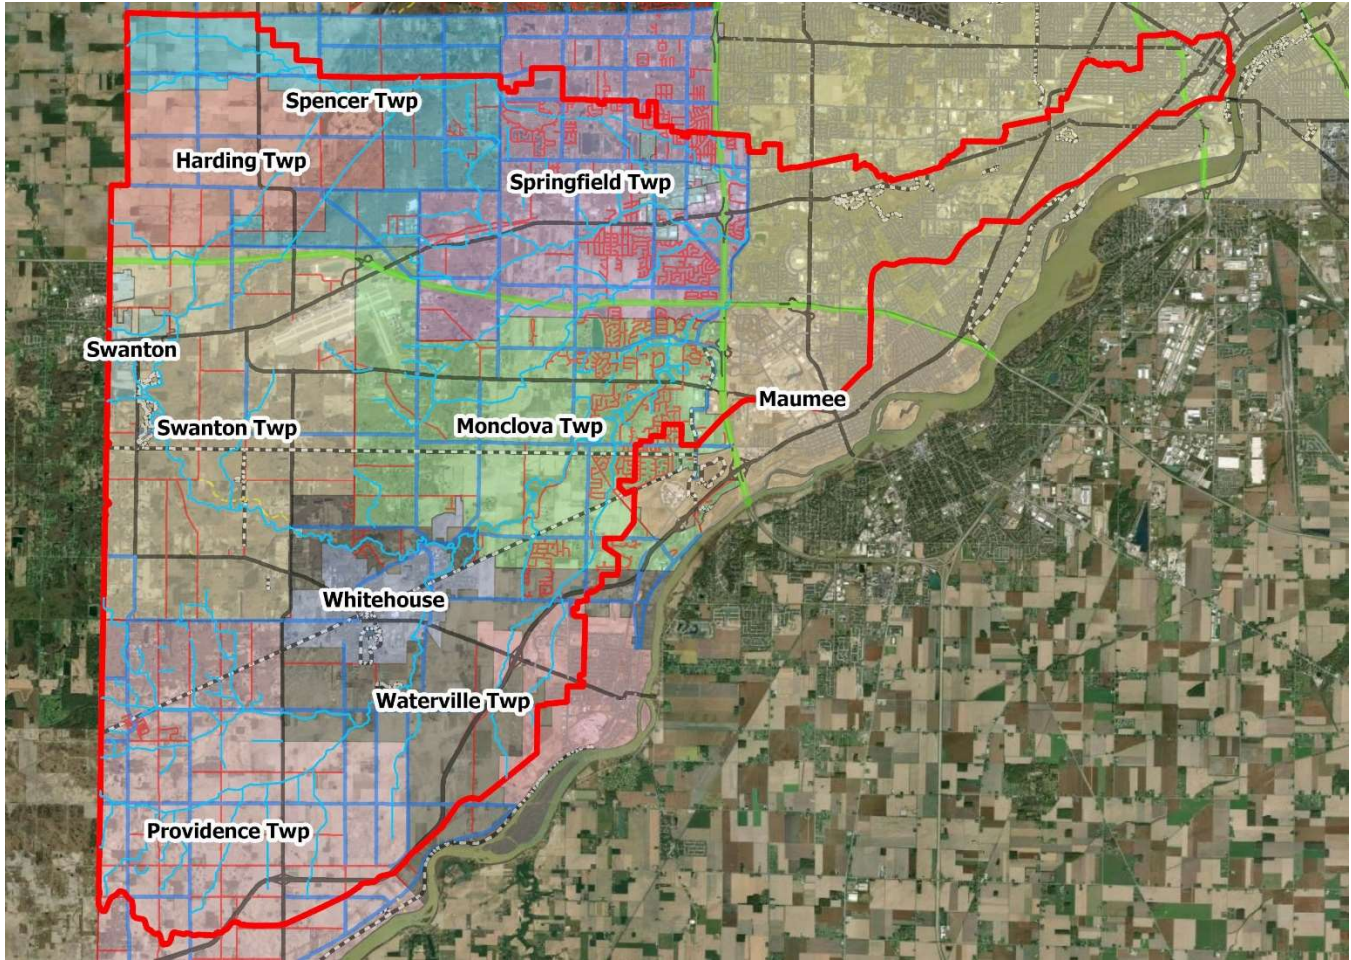 Spencer Twp
Harding Twp
Springfield Twp
Swanton
Maumee
Swanton Twp
Monclova Twp
Whitehouse
Waterville Twp
Providence Twp